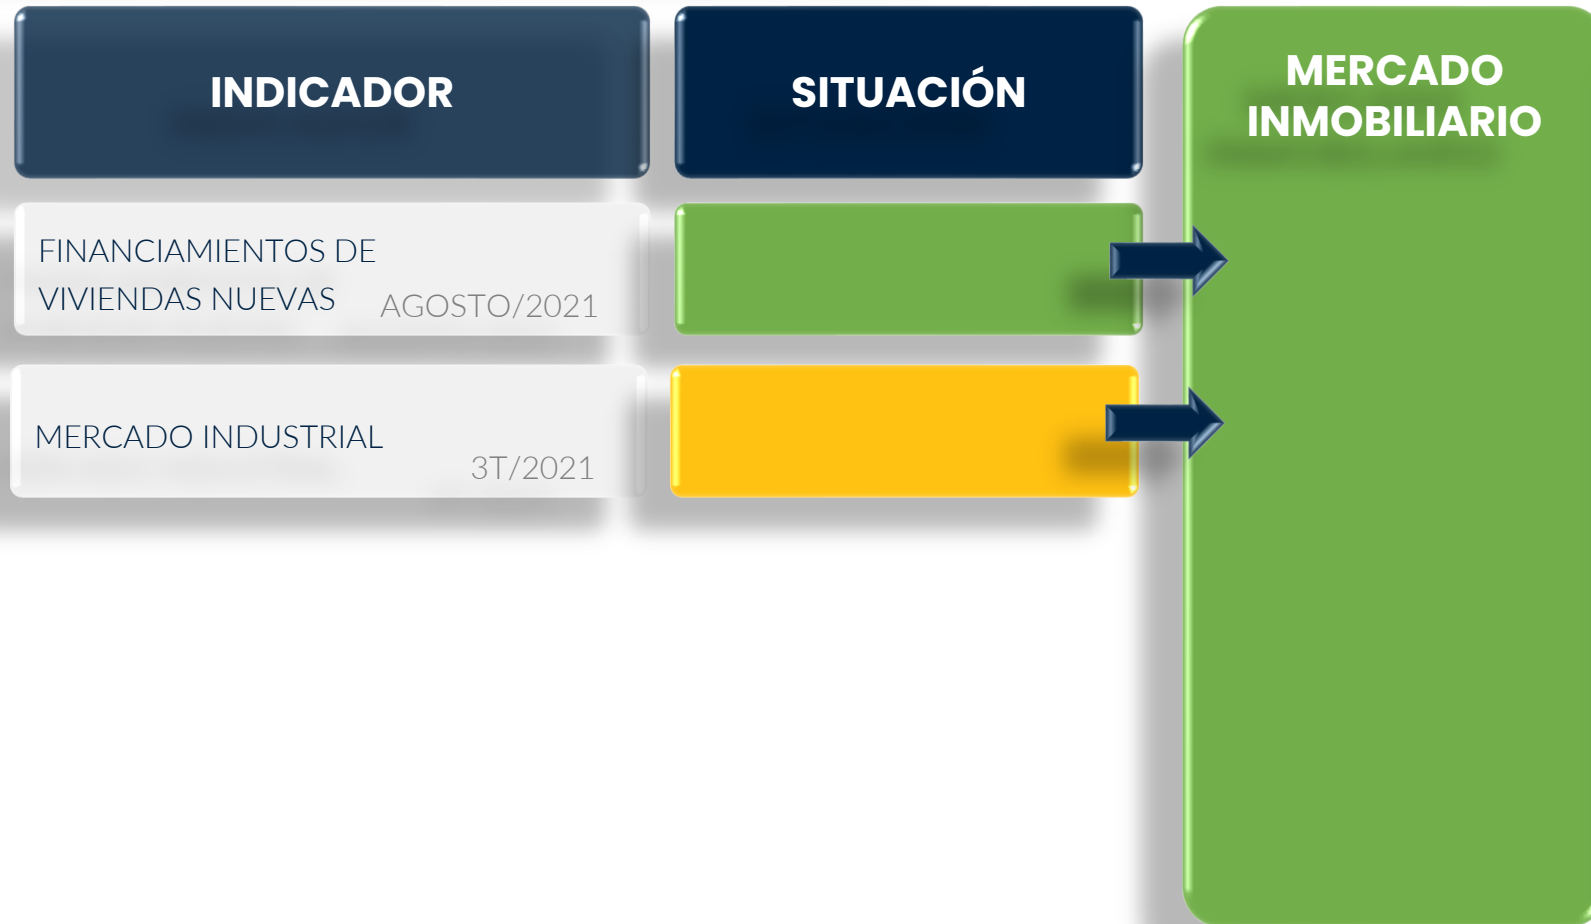 INDICADOR
SITUACIÓN
MERCADO
INMOBILIARIO
FINANCIAMIENTOS DE
VIVIENDAS NUEVAS
AGOSTO/2021
MERCADO INDUSTRIAL
3T/2021